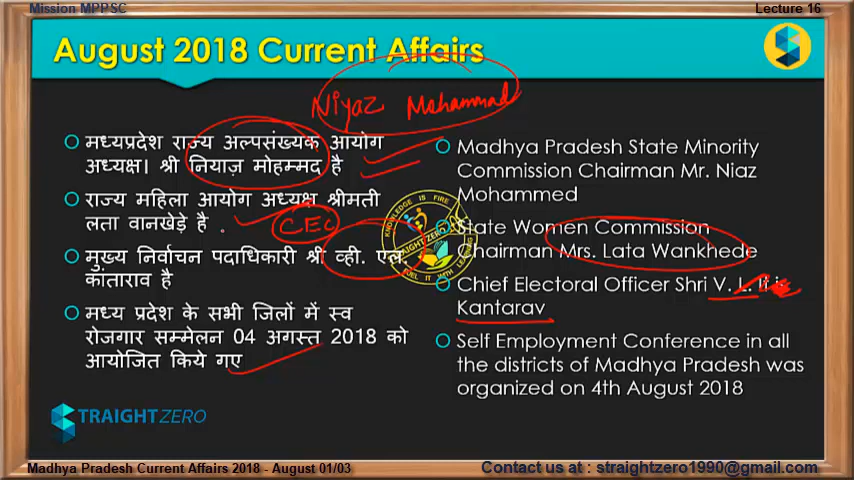 Mission MPPSC
Lecture 16
August 2018 Current Affairs
Niyaz Mohammad
मध्यप्रदेश राज्य अल्पसंख्यक आयोग
अध्यक्ष। श्री नियाज़ मोहम्मद है
राज्य महिला आयोग अध्यक्ष श्रीमती
लता वानखेड़े है .
CEC
मुख्य निर्वाचन पदाधिकारी श्री व्ही. एल.
कांताराव है
मध्य प्रदेश के सभी जिलों में स्व
रोजगार सम्मेलन 04 अगस्त 2018 को
आयोजित किये गए
Madhya Pradesh State Minority
Commission Chairman Mr. Niaz
Mohammed
State Women Commission
Chairman Mrs. Lata Wankhede
Chief Electoral Officer Shri V. L.
Kantarav
Self Employment Conference in all
the districts of Madhya Pradesh was
organized on 4th August 2018
KNOWLEDGE IS FIRE
STRAIGHTZERO
FUEL IT WITH LEARNING
STRAIGHTZERO
Madhya Pradesh Current Affairs 2018 - August 01/03
Contact us at : straightzero1990@gmail.com